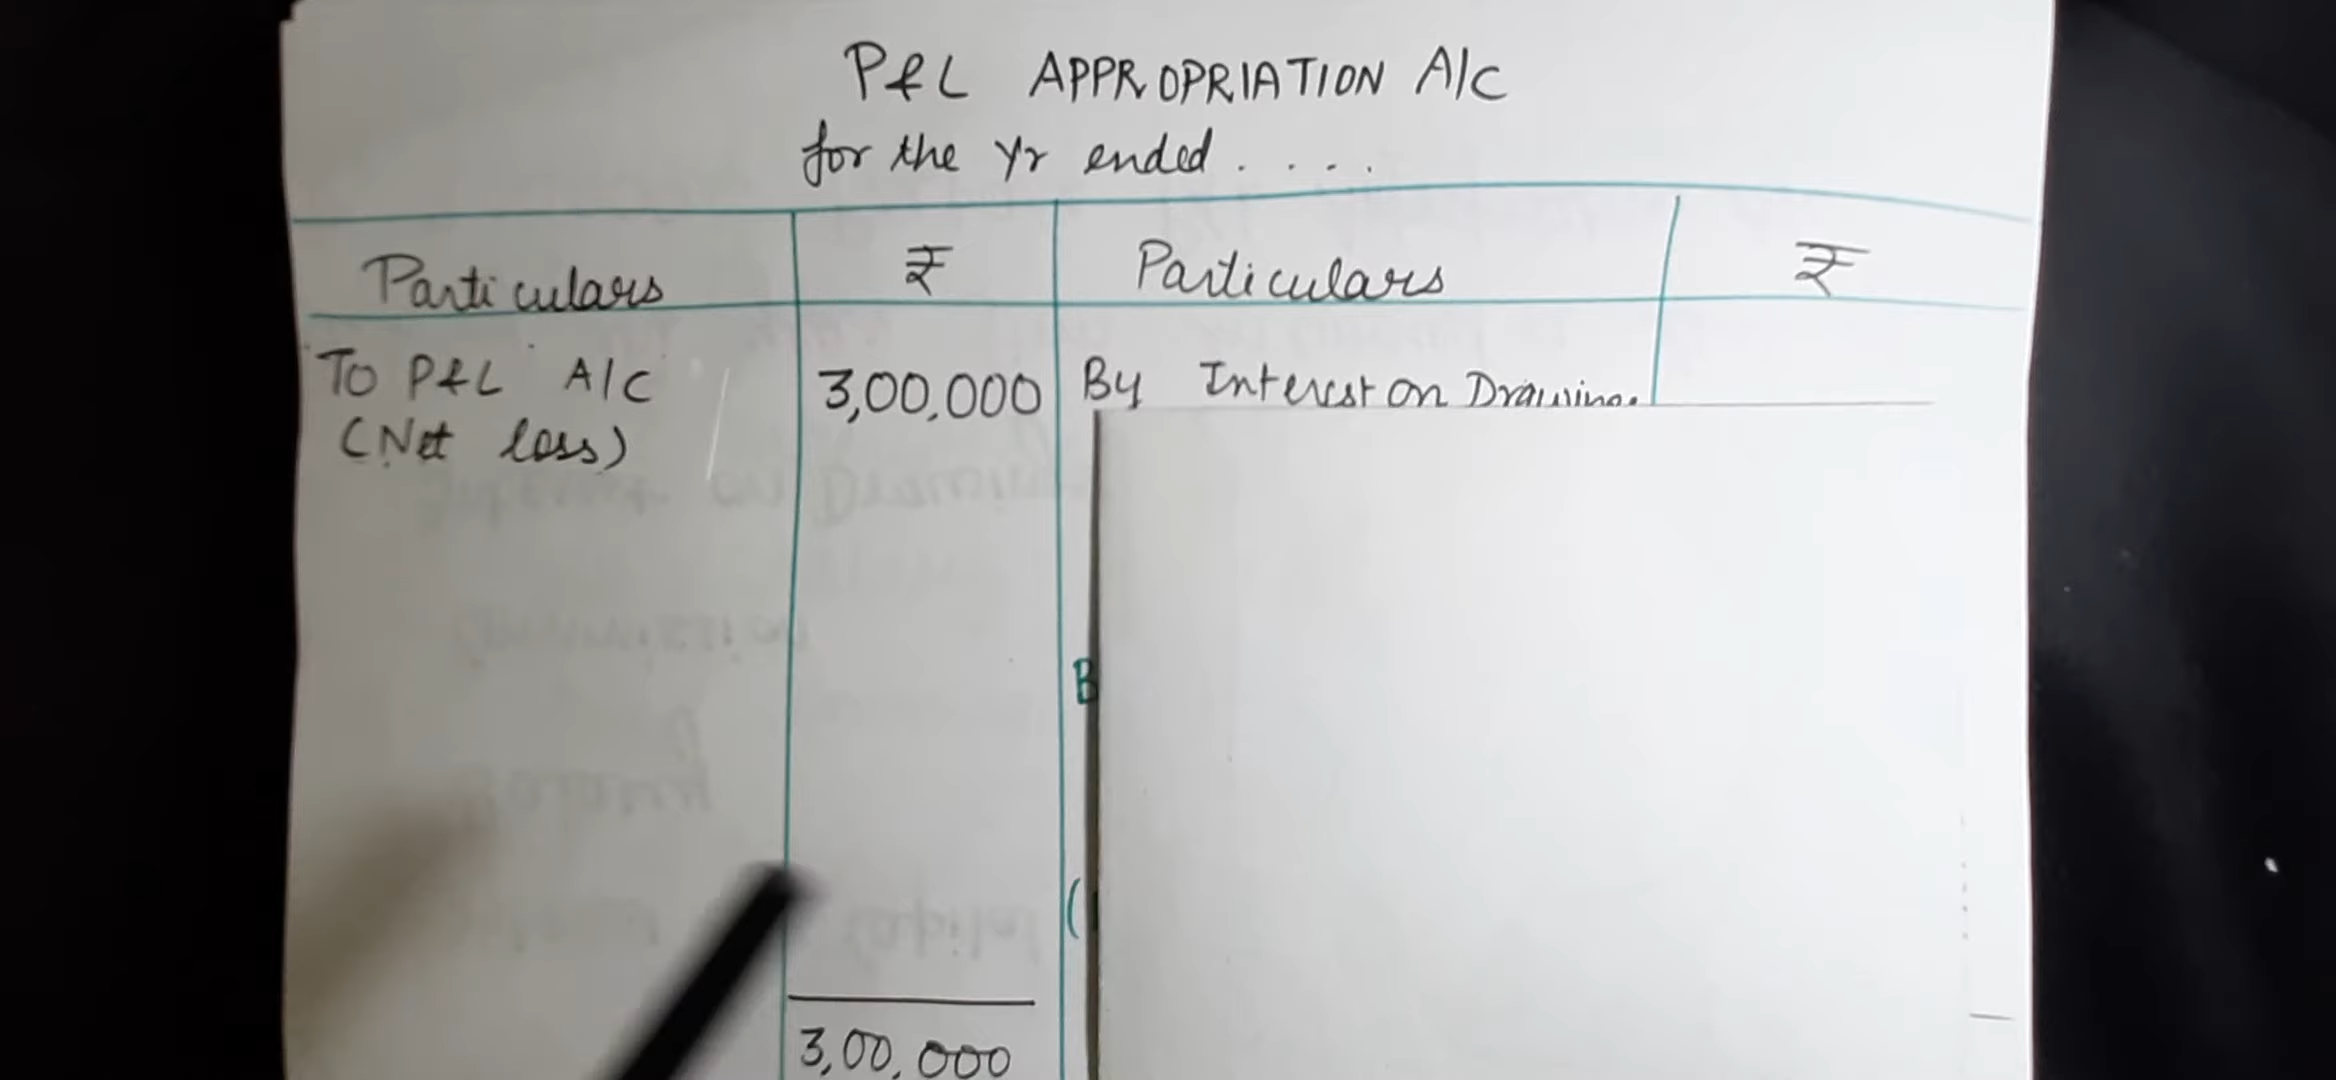 P&L APPROPRIATION A/C
for the yr ended . . . .
Particulars ₹ Particulars ₹
To P&L A/C 3,00,000 By Interest on Drawing
(Net loss)
B
(
3,00,000